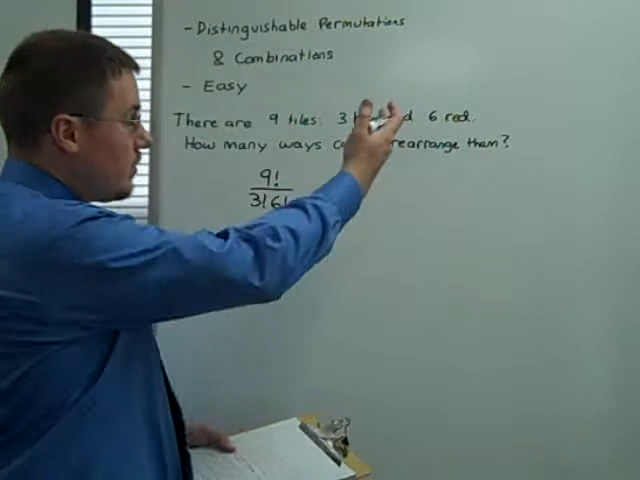 - Distinguishable Permutations
& Combinations
- Easy
There are 9 tiles: 3 6 red.
How many ways rearrange them?
9!
3!6!